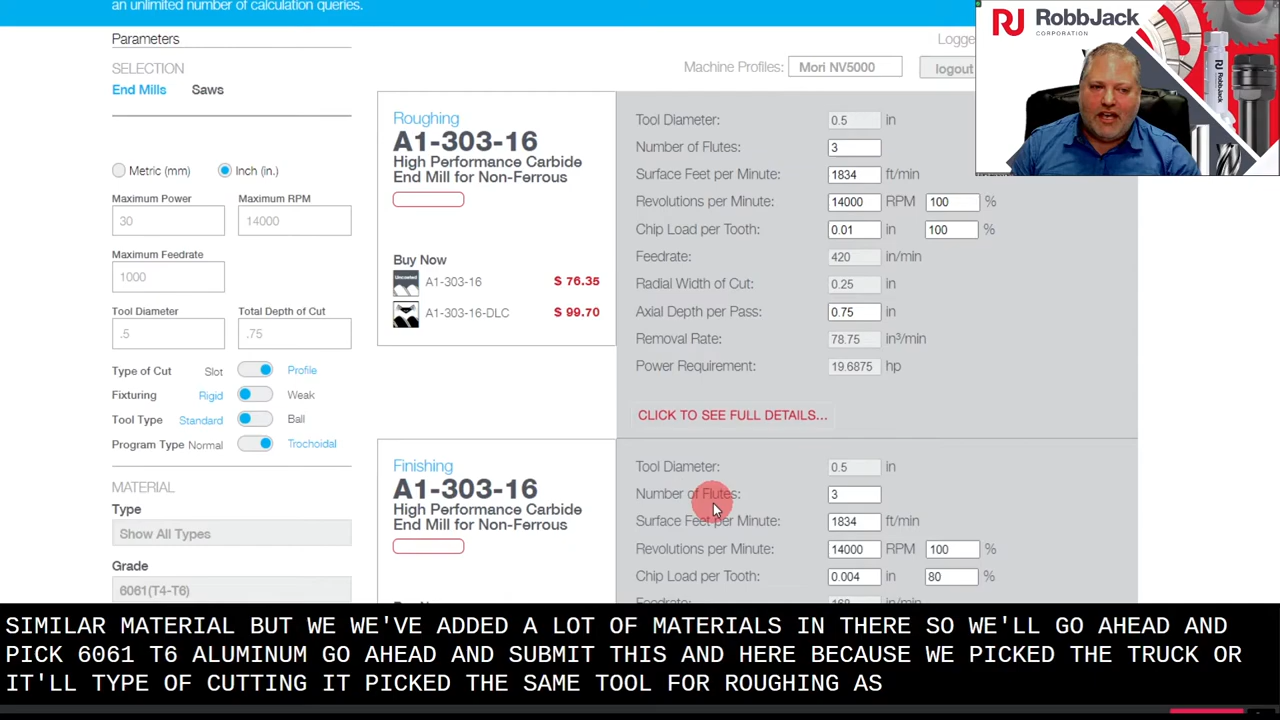 an unlimited number of calculation queries.
RJ RobbJack
CORPORATION
Parameters
SELECTION
End Mills Saws
Metric (mm) Inch (in.)
Maximum Power Maximum RPM
30 14000
Maximum Feedrate
1000
Tool Diameter Total Depth of Cut
.5 .75
Type of Cut Slot Profile
Fixturing Rigid Weak
Tool Type Standard Ball
Program Type Normal Trochoidal
MATERIAL
Type
Show All Types
Grade
6061(T4-T6)
Machine Profiles: Mori NV5000 logout
Roughing
A1-303-16
High Performance Carbide
End Mill for Non-Ferrous
Buy Now
Uncoated A1-303-16 $ 76.35
A1-303-16-DLC $ 99.70
Tool Diameter: 0.5 in
Number of Flutes: 3
Surface Feet per Minute: 1834 ft/min
Revolutions per Minute: 14000 RPM 100 %
Chip Load per Tooth: 0.01 in 100 %
Feedrate: 420 in/min
Radial Width of Cut: 0.25 in
Axial Depth per Pass: 0.75 in
Removal Rate: 78.75 in³/min
Power Requirement: 19.6875 hp
CLICK TO SEE FULL DETAILS...
Finishing
A1-303-16
High Performance Carbide
End Mill for Non-Ferrous
Tool Diameter: 0.5 in
Number of Flutes: 3
Surface Feet per Minute: 1834 ft/min
Revolutions per Minute: 14000 RPM 100 %
Chip Load per Tooth: 0.004 in 80 %
SIMILAR MATERIAL BUT WE WE'VE ADDED A LOT OF MATERIALS IN THERE SO WE'LL GO AHEAD AND
PICK 6061 T6 ALUMINUM GO AHEAD AND SUBMIT THIS AND HERE BECAUSE WE PICKED THE TRUCK OR
IT'LL TYPE OF CUTTING IT PICKED THE SAME TOOL FOR ROUGHING AS